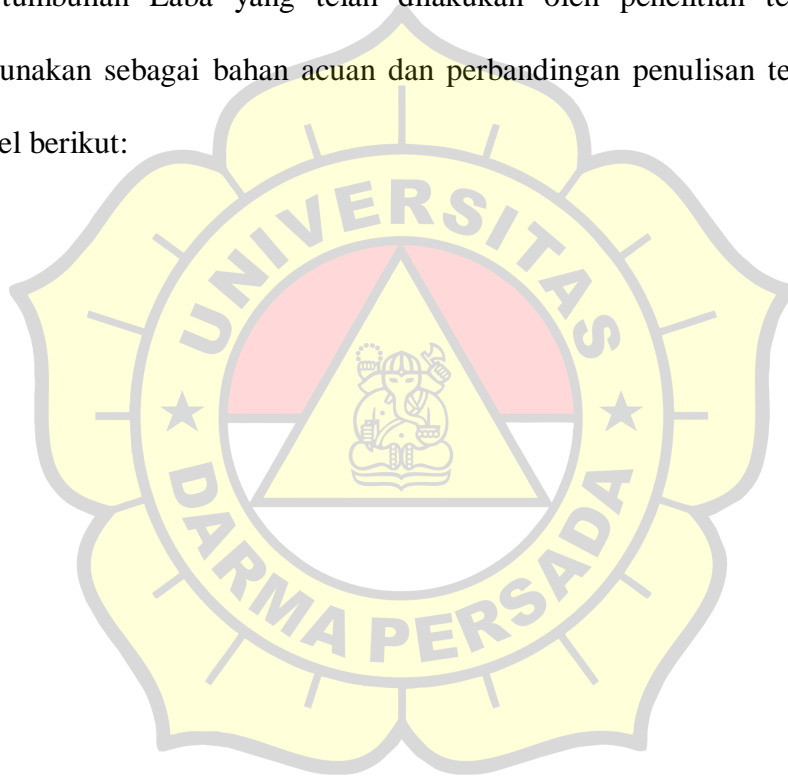 tumbuhan Laba yang telah dilakukan oleh penelitian te
unakan sebagai bahan acuan dan perbandingan penulisan te
el berikut:
UNIVERSITAS
DARMA PERSADA